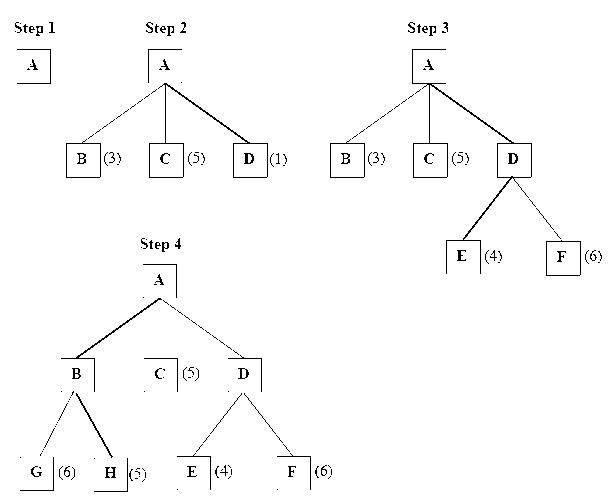 Step 1 Step 2 Step 3
A A A
B (3) C (5) D (1) B (3) C (5) D
E (4) F (6)
Step 4
A
B C (5) D
G (6) H (5) E (4) F (6)